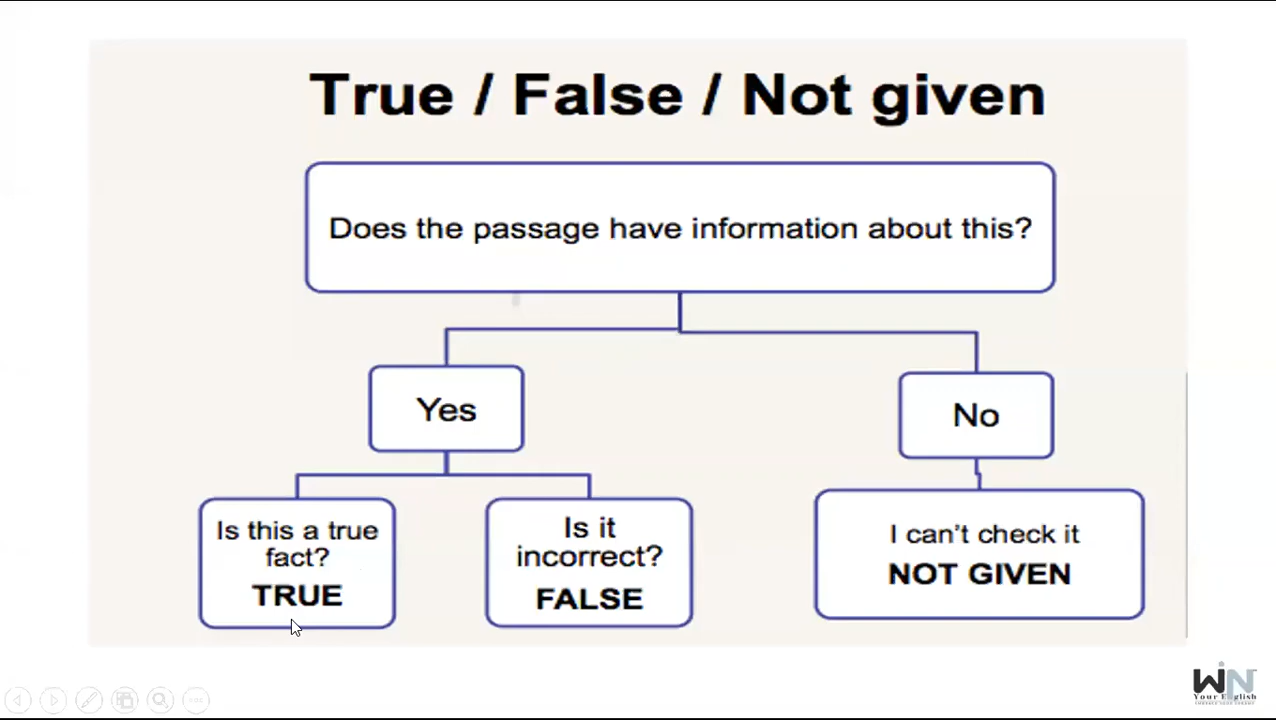 True / False / Not given
Does the passage have information about this?
Yes
No
Is this a true
fact?
TRUE
Is it
incorrect?
FALSE
I can't check it
NOT GIVEN
WIN
Your English